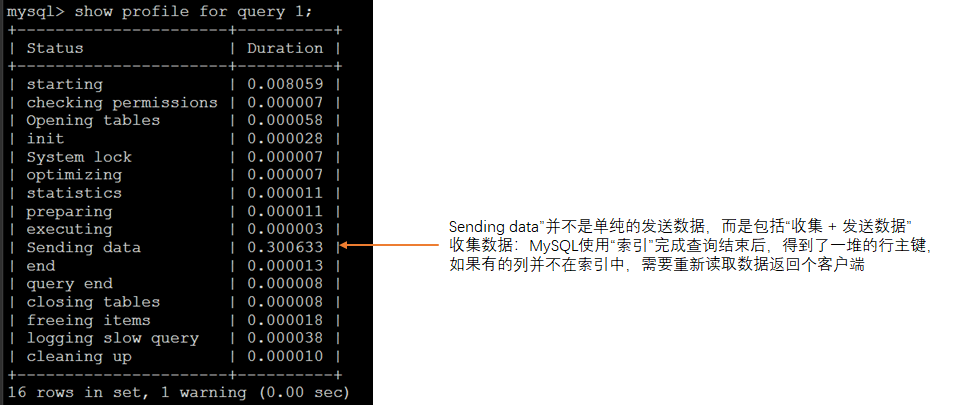 mysql> show profile for query 1;
+----------------------+----------+
| Status | Duration |
+----------------------+----------+
| starting | 0.008059 |
| checking permissions | 0.000007 |
| Opening tables | 0.000058 |
| init | 0.000028 |
| System lock | 0.000007 |
| optimizing | 0.000007 |
| statistics | 0.000011 |
| preparing | 0.000011 |
| executing | 0.000003 |
| Sending data | 0.300633 |
| end | 0.000013 |
| query end | 0.000008 |
| closing tables | 0.000008 |
| freeing items | 0.000018 |
| logging slow query | 0.000038 |
| cleaning up | 0.000010 |
+----------------------+----------+
16 rows in set, 1 warning (0.00 sec)
Sending data”并不是单纯的发送数据，而是包括“收集 + 发送数据”
收集数据：MySQL使用“索引”完成查询结束后，得到了一堆的行主键，
如果有的列并不在索引中，需要重新读取数据返回个客户端